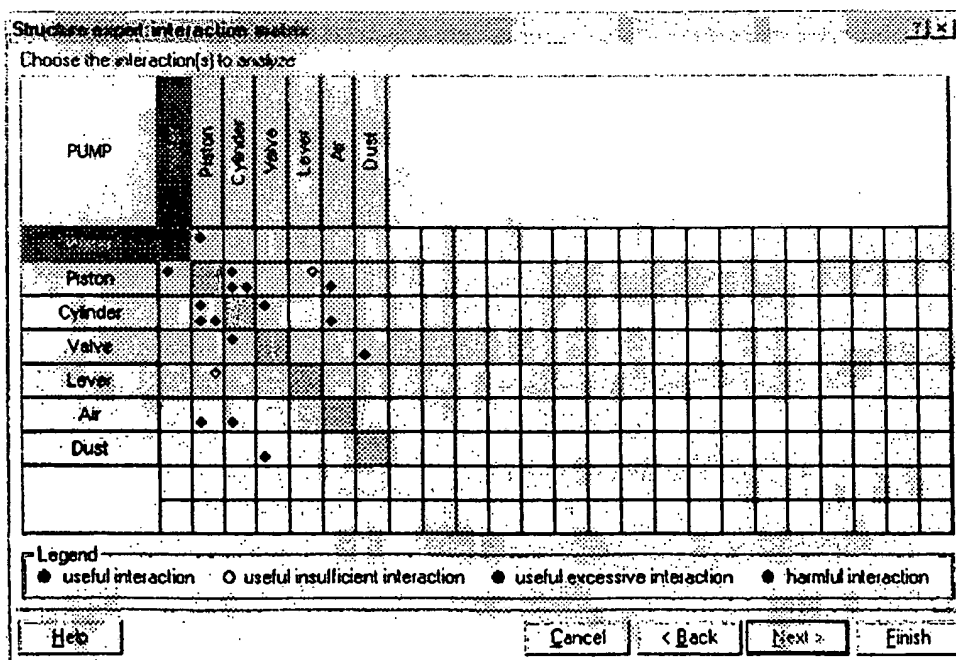 Structure expert: interaction matrix
Choose the interaction(s) to analyze
PUMP
Piston
Cylinder
Valve
Lever
Air
Dust
Piston
Cylinder
Valve
Lever
Air
Dust
Legend
useful interaction useful insufficient interaction useful excessive interaction harmful interaction
Help Cancel < Back Next > Finish